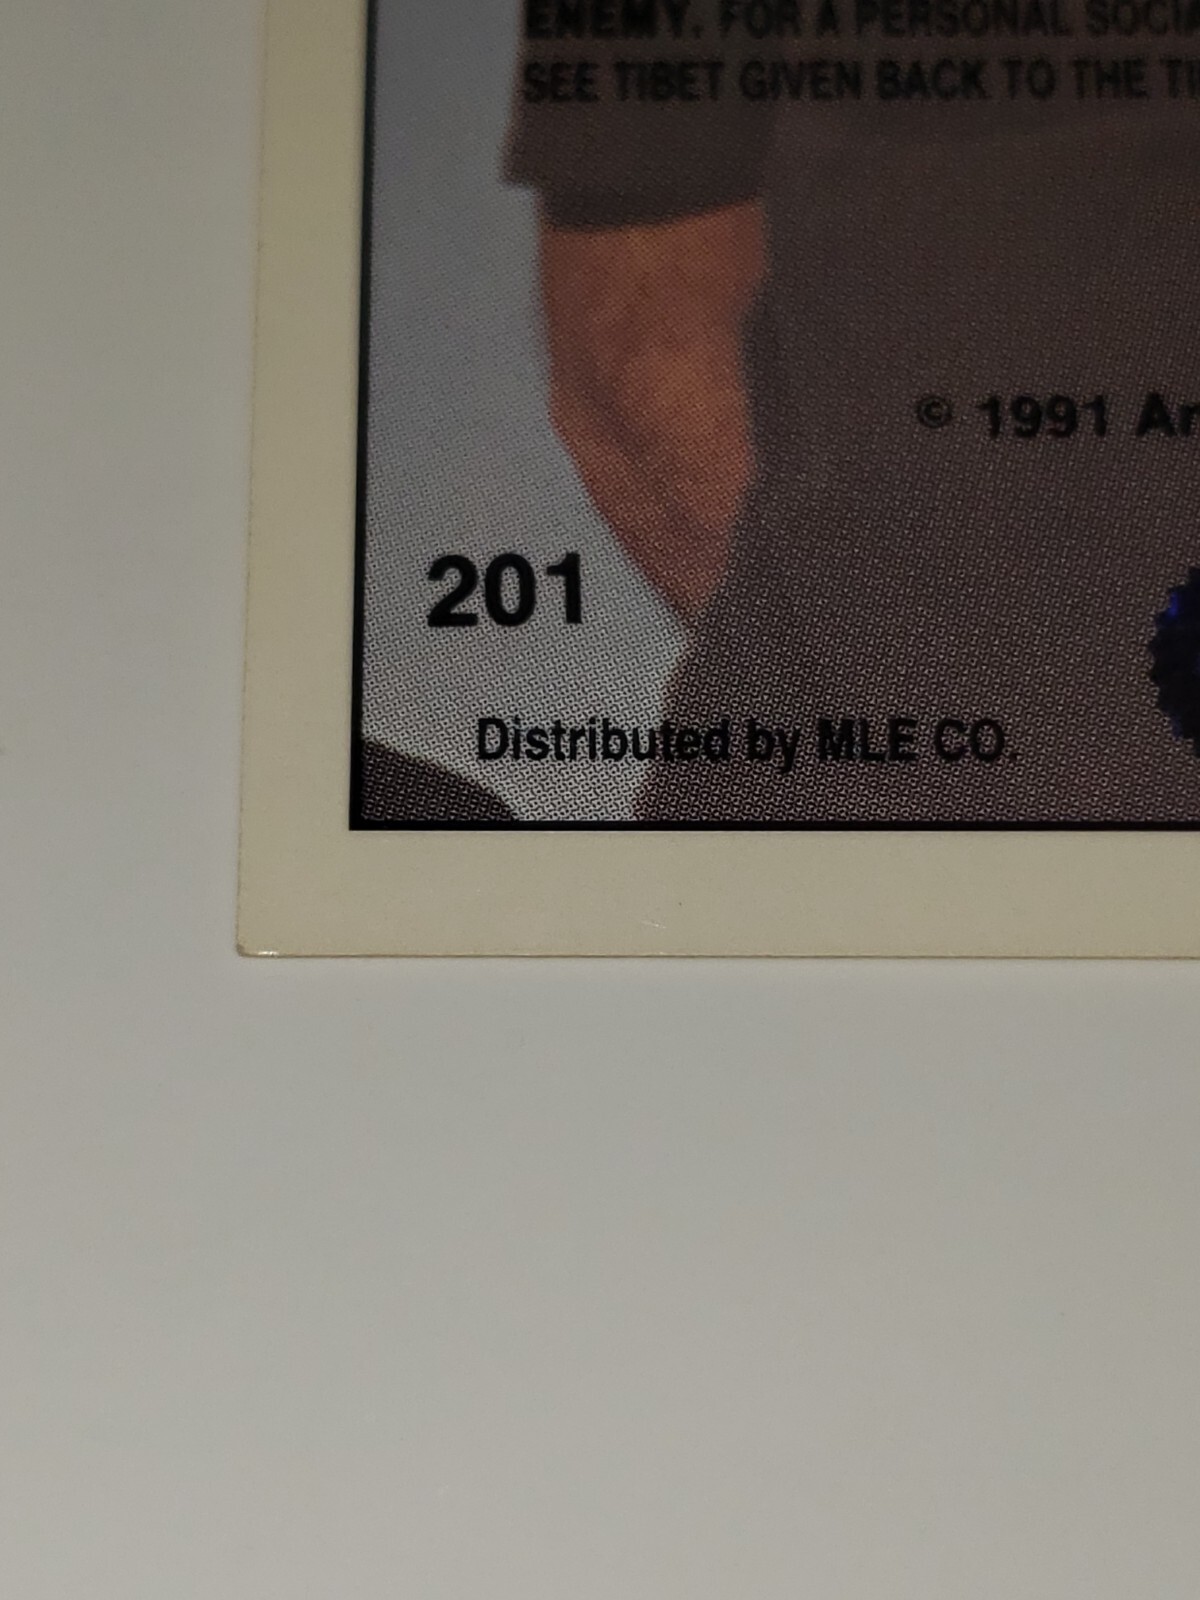 ENEMY. FOR A PERSONAL
SEE TIBET GIVEN BACK TO THE
© 1991
201
Distributed by MLE CO.